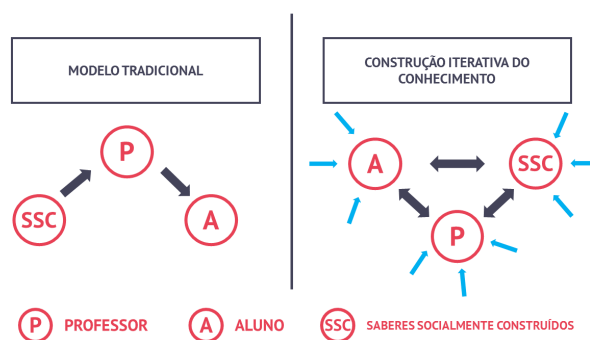 MODELO TRADICIONAL
CONSTRUÇÃO ITERATIVA DO
CONHECIMENTO
P
SSC
A
A
SSC
P
P PROFESSOR
A ALUNO
SSC SABERES SOCIALMENTE CONSTRUÍDOS